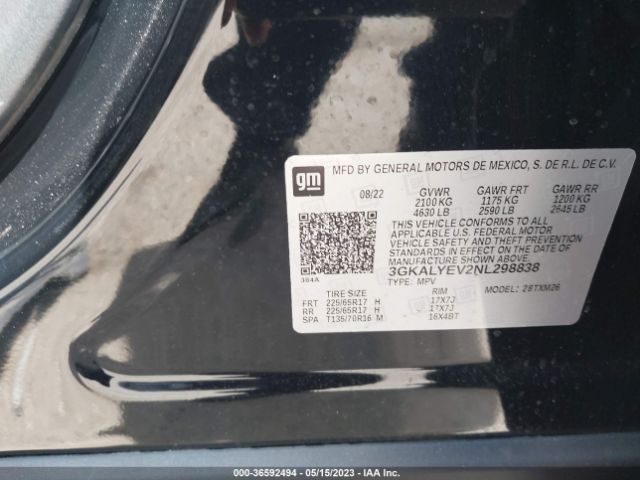 gm
MFD BY GENERAL MOTORS DE MEXICO, S. DE R.L. DE C.V.
08/22 GVWR GAWR FRT GAWR RR
2100 KG 1175 KG 1200 KG
4630 LB 2590 LB 2645 LB
THIS VEHICLE CONFORMS TO ALL
APPLICABLE U.S. FEDERAL MOTOR
VEHICLE SAFETY AND THEFT PREVENTION
STANDARDS IN EFFECT ON THE DATE OF
MANUFACTURE SHOWN ABOVE.
3GKALYEV2NL298838
384A
TYPE: MPV MODEL: 28TXM26
TIRE SIZE RIM
FRT 225/65R17 H 17X7J
RR 225/65R17 H 17X7J
SPA T135/70R16 M 16X4BT
000-36592494 - 05/15/2023 - IAA Inc.